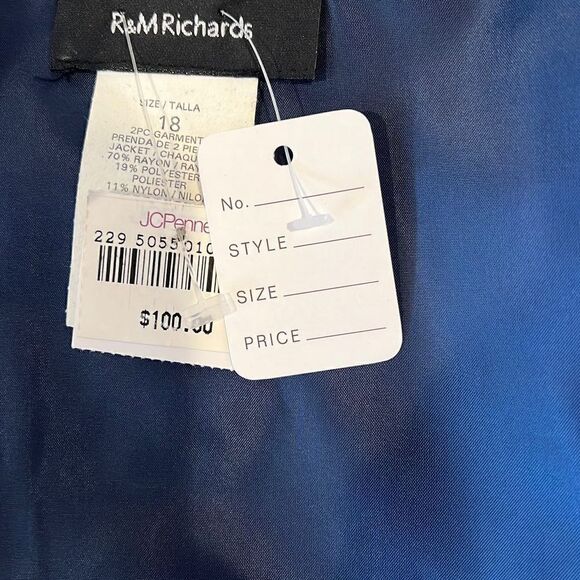 R&M Richards
SIZE / TALLA
18
2PC GARMENT
PRENDA DE 2 PIE
JACKET / CHAQU
70% RAYON / RAY
19% POLYESTER
POLIESTER
11% NYLON / NILO
JCPenne
229 5055 010
$100.00
No.
STYLE
SIZE
PRICE